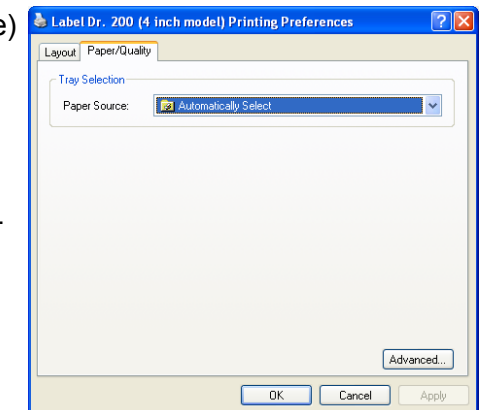 e)
Label Dr. 200 (4 inch model) Printing Preferences
Layout Paper/Quality
Tray Selection
Paper Source: Automatically Select
Advanced...
OK Cancel Apply